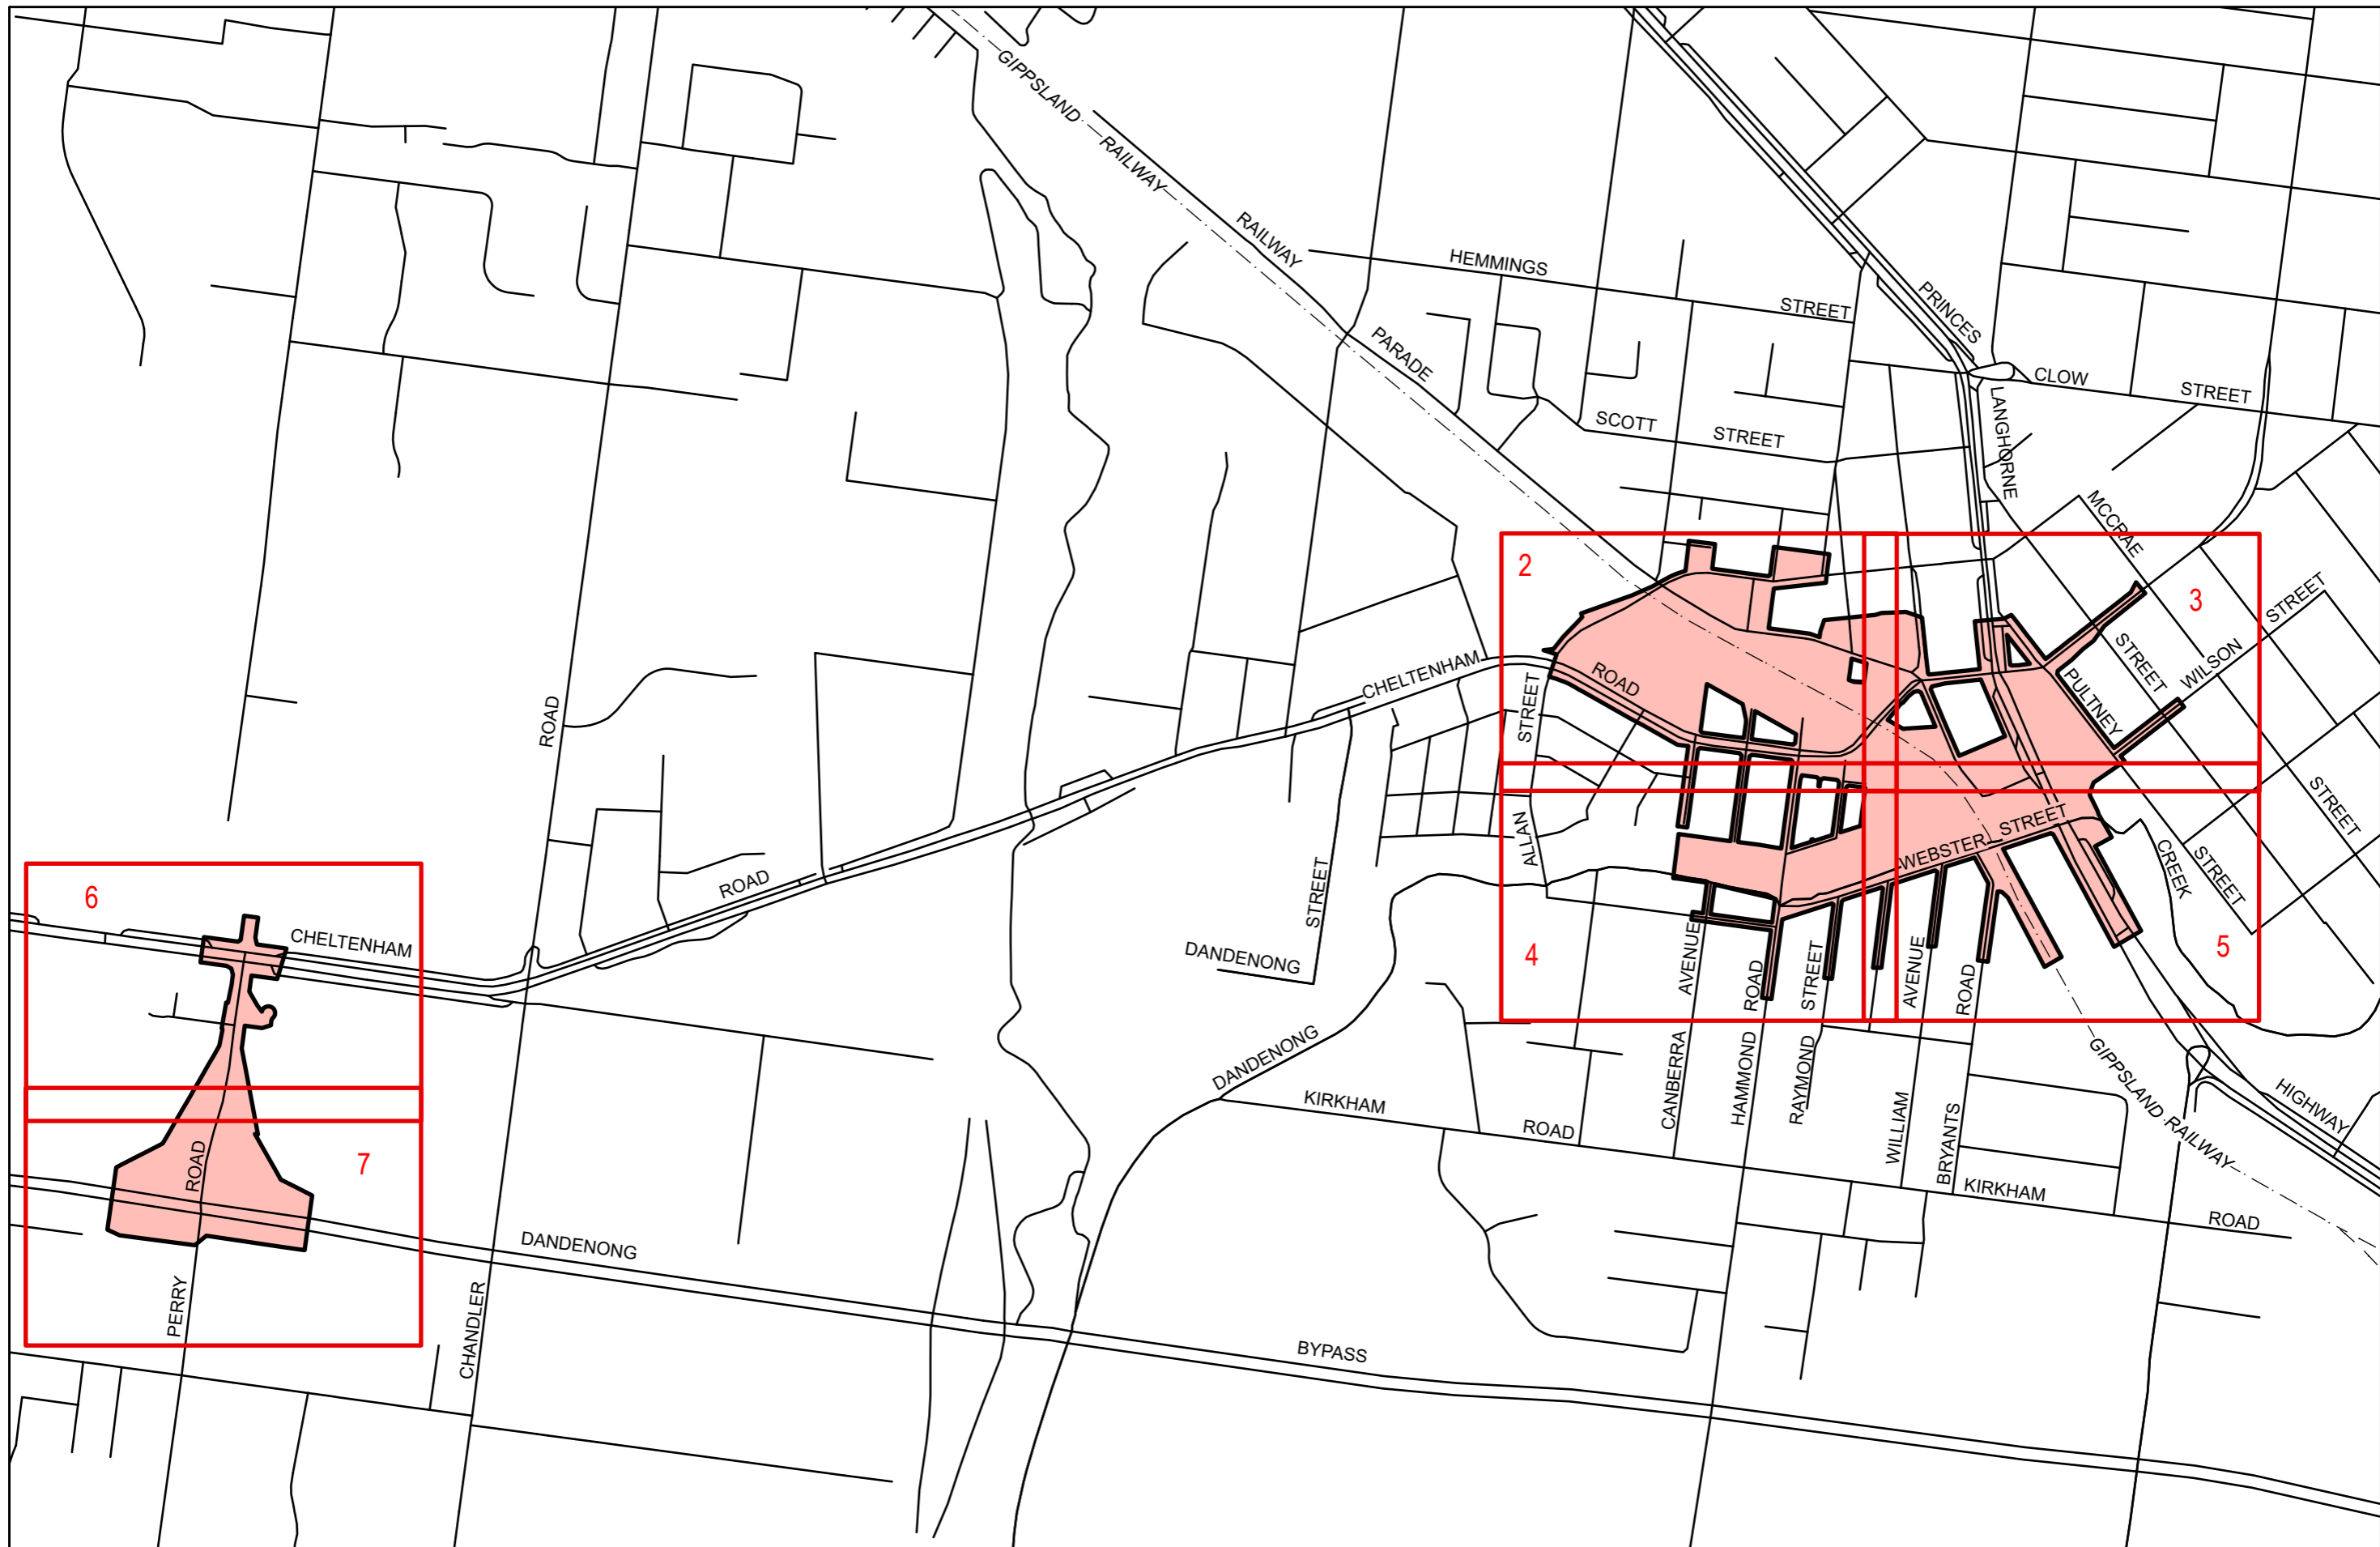 GIPPSLAND
RAILWAY
RAILWAY
PARADE
HEMMINGS
STREET
PRINCES
CLOW
STREET
LANGHORNE
SCOTT
STREET
MCCRAE
STREET
2
3
STREET
WILSON
PULTNEY
CHELTENHAM
ROAD
STREET
ALLAN
STREET
WEBSTER
STREET
CREEK
STREET
ROAD
ROAD
STREET
6
CHELTENHAM
DANDENONG
4
AVENUE
ROAD
STREET
AVENUE
ROAD
5
DANDENONG
CANBERRA
HAMMOND
RAYMOND
WILLIAM
BRYANTS
GIPPSLAND
RAILWAY
HIGHWAY
KIRKHAM
ROAD
KIRKHAM
ROAD
7
ROAD
PERRY
CHANDLER
DANDENONG
BYPASS